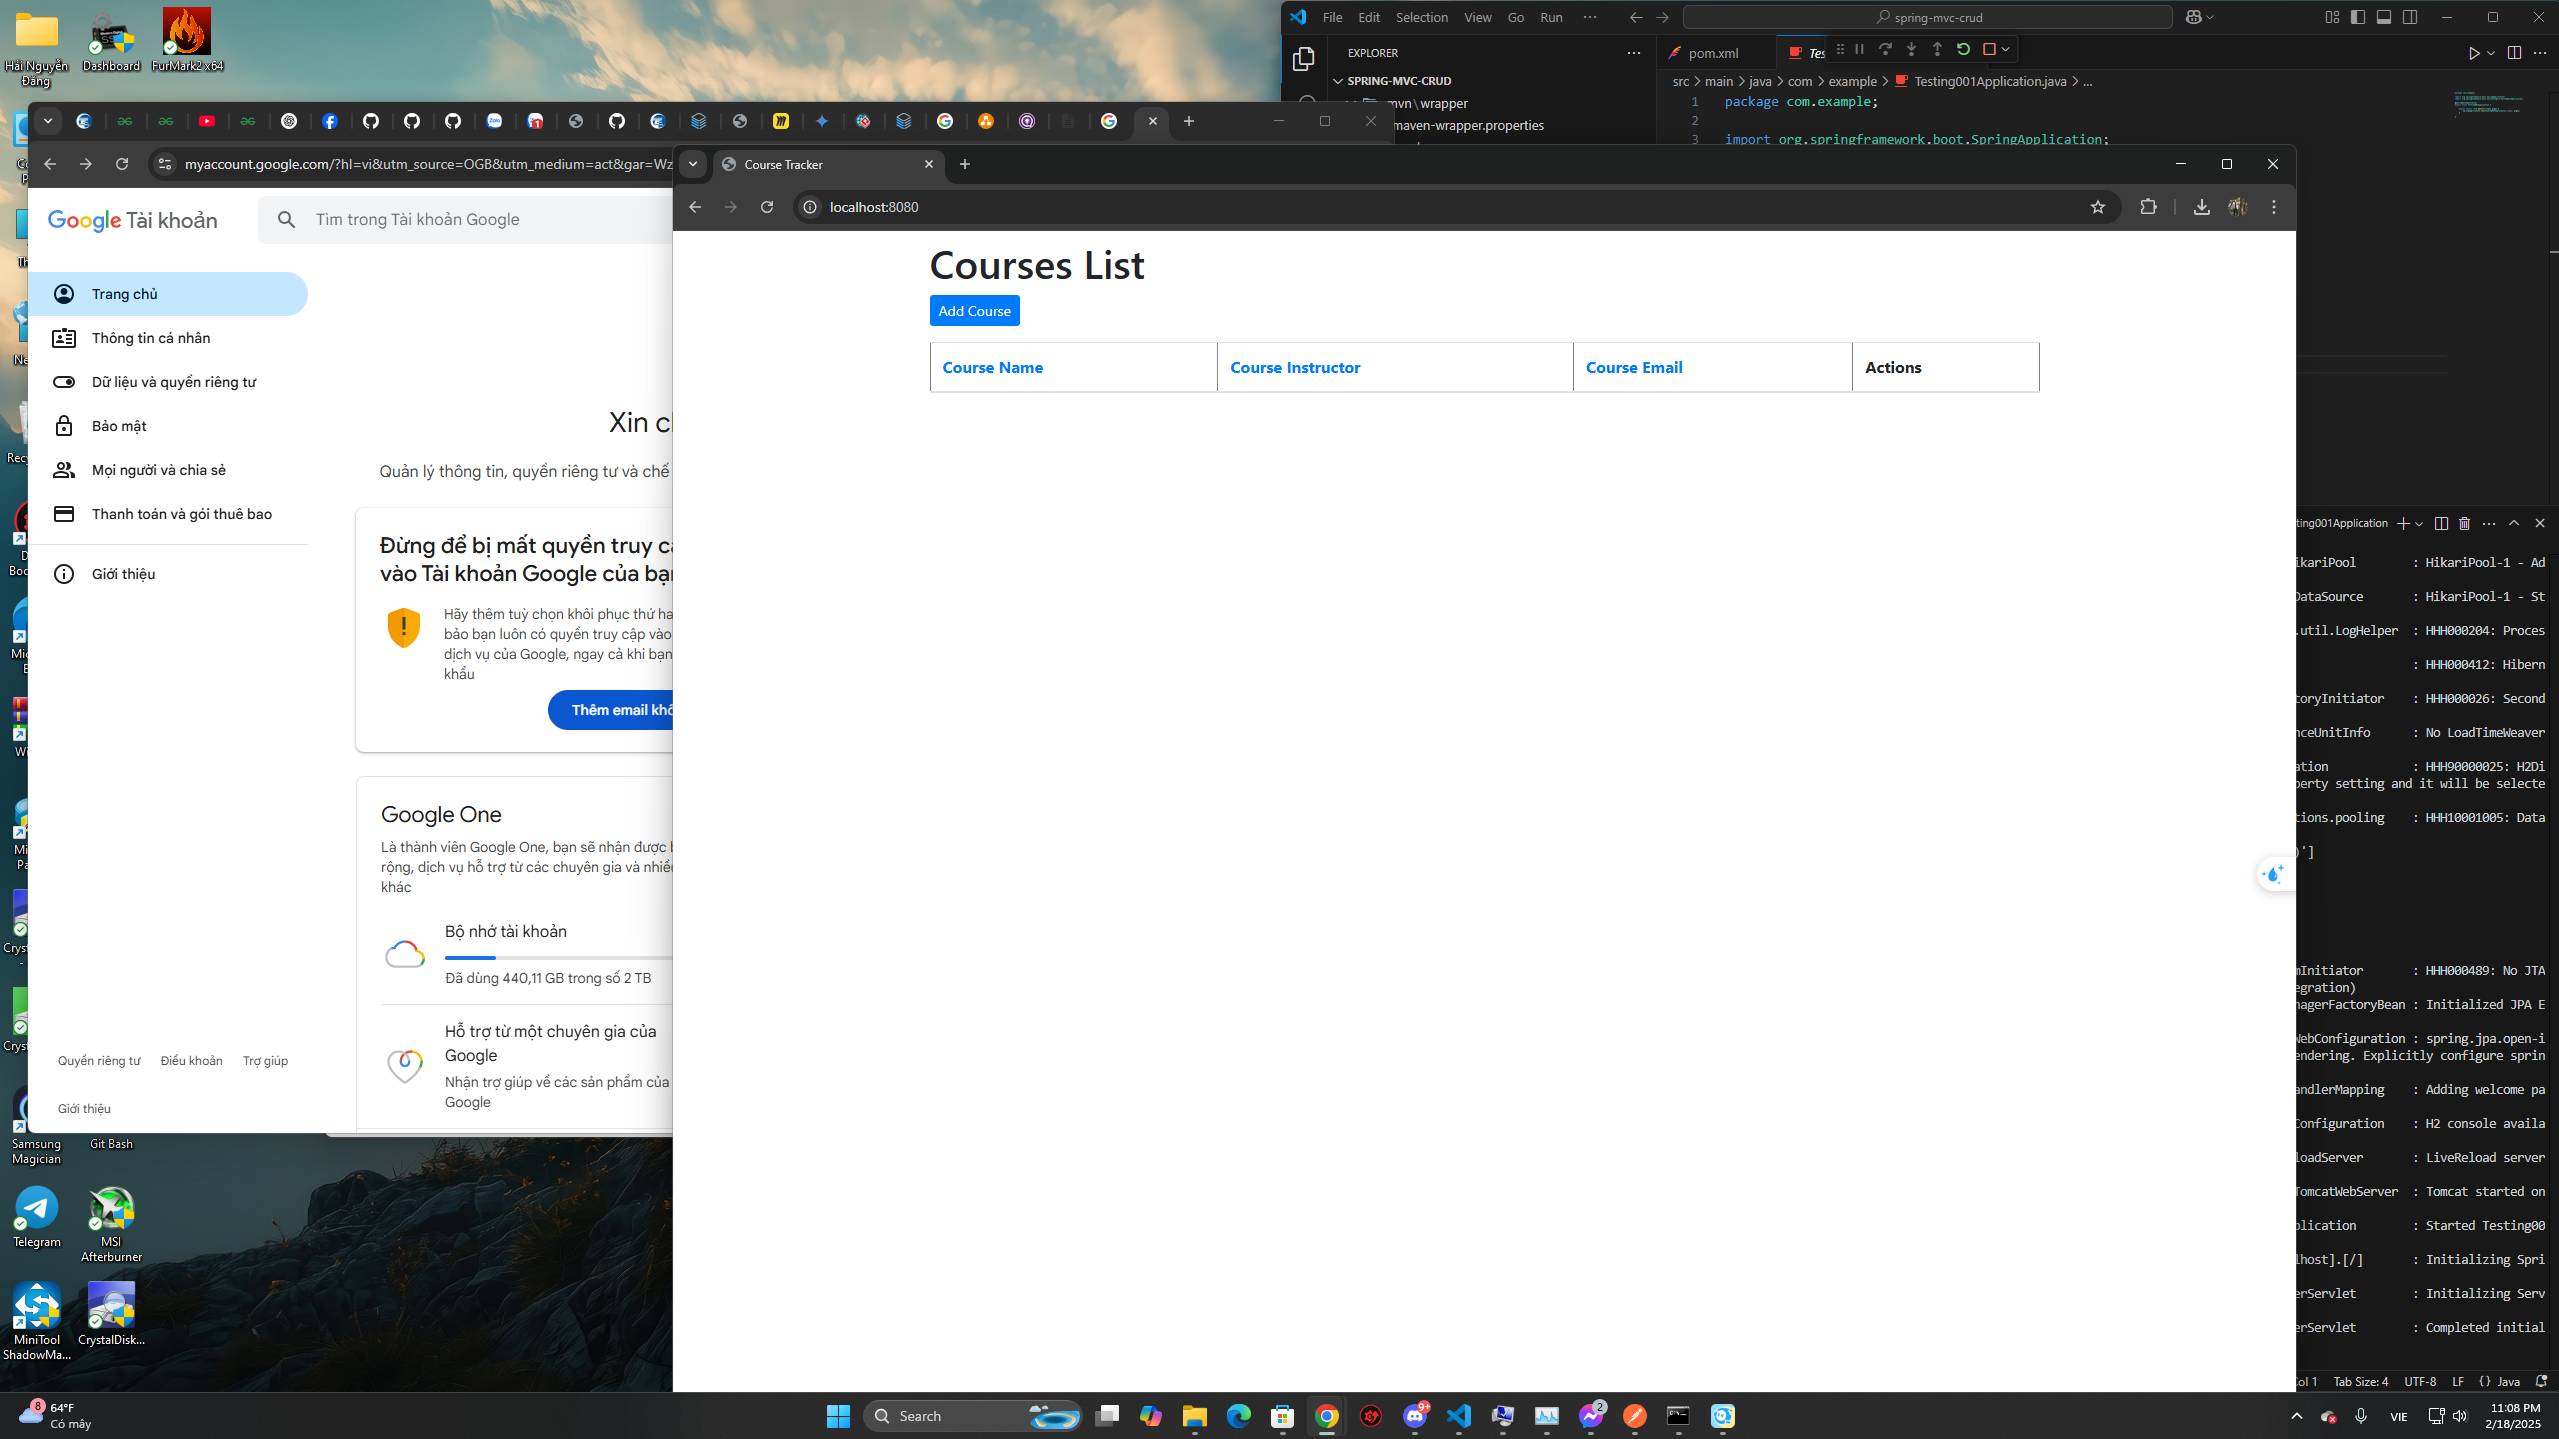 Hải Nguyễn
Đăng
Dashboard
FurMark2 x64
File Edit Selection View Go Run
spring-mvc-crud
EXPLORER
SPRING-MVC-CRUD
.mvn\wrapper
maven-wrapper.properties
pom.xml
src > main > java > com > example > Testing001Application.java > ...
1 package com.example;
2
3 import org.springframework.boot.SpringApplication;
myaccount.google.com/?hl=vi&utm_source=OGB&utm_medium=act&gar=Wz
Google Tài khoản
Tìm trong Tài khoản Google
Trang chủ
Thông tin cá nhân
Dữ liệu và quyền riêng tư
Bảo mật
Mọi người và chia sẻ
Thanh toán và gói thuê bao
Giới thiệu
Quản lý thông tin, quyền riêng tư và chế
Đừng để bị mất quyền truy
vào Tài khoản Google của
Hãy thêm tuỳ chọn khôi phục thứ
bảo bạn luôn có quyền truy cập vào
dịch vụ của Google, ngay cả khi bạn
khẩu
Thêm email
Google One
Là thành viên Google One, bạn sẽ nhận được
rộng, dịch vụ hỗ trợ từ các chuyên gia và
khác
Bộ nhớ tài khoản
Đã dùng 440,11 GB trong số 2 TB
Hỗ trợ từ một chuyên gia của
Google
Nhận trợ giúp về các sản phẩm của
Google
Quyền riêng tư Điều khoản Trợ giúp
Giới thiệu
Course Tracker
localhost:8080
Courses List
Add Course
Course Name Course Instructor Course Email Actions
ting001Application
ikariPool : HikariPool-1 - Ad
DataSource : HikariPool-1 - St
.util.LogHelper : HHH000204: Proces
: HHH000412: Hibern
toryInitiator : HHH000026: Second
nceUnitInfo : No LoadTimeWeaver
ation : HHH90000025: H2Di
perty setting and it will be selecte
tions.pooling : HHH10001005: Data
)']
mInitiator : HHH000489: No JTA
egration)
nagerFactoryBean : Initialized JPA E
WebConfiguration : spring.jpa.open-i
endering. Explicitly configure sprin
andlerMapping : Adding welcome pa
Configuration : H2 console availa
loadServer : LiveReload server
TomcatWebServer : Tomcat started on
plication : Started Testing00
lhost].[/] : Initializing Spri
erServlet : Initializing Serv
erServlet : Completed initial
Col 1 Tab Size: 4 UTF-8 LF {} Java
Samsung
Magician
Git Bash
Telegram
MSI
Afterburner
MiniTool
ShadowMa...
CrystalDisk...
8
64°F
Có mây
Search
9+
2
VIE
11:08 PM
2/18/2025